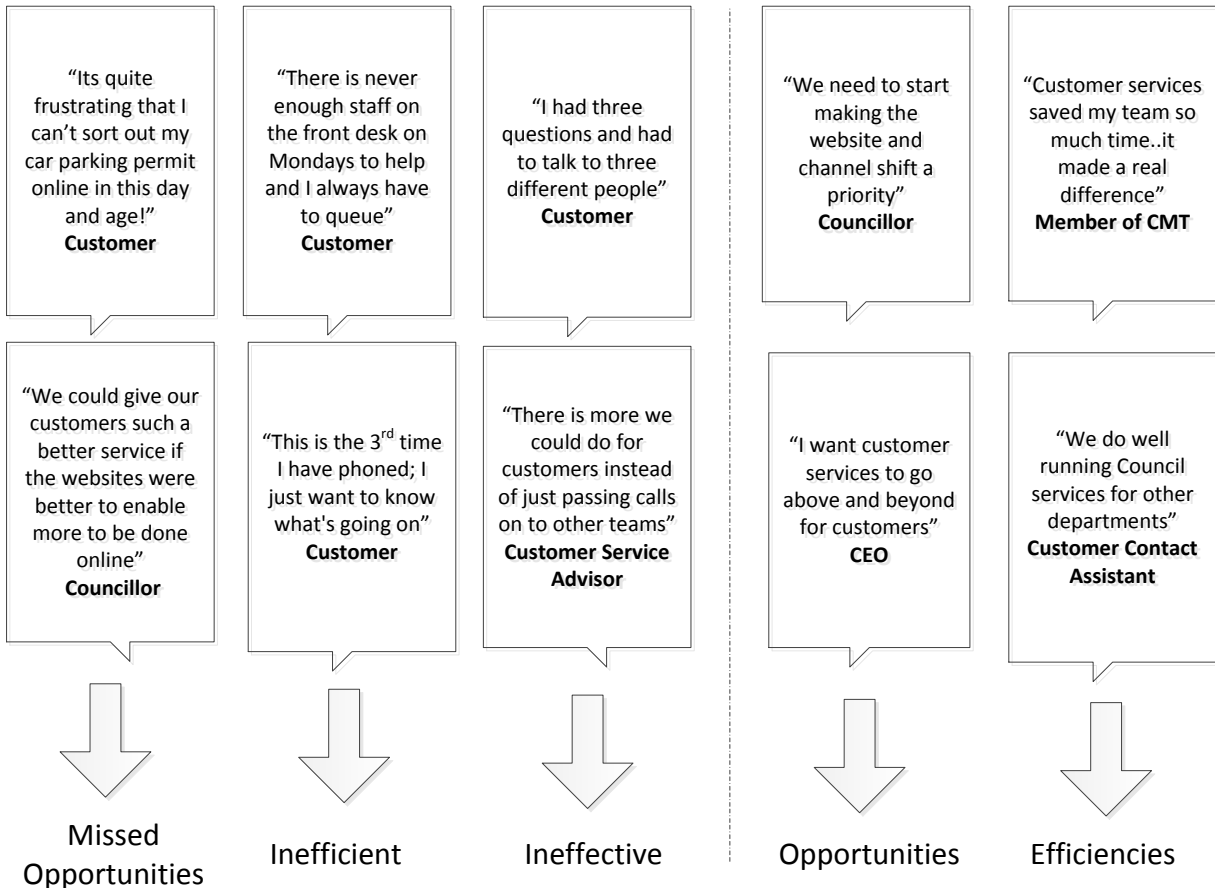 “Its quite
frustrating that I
can’t sort out my
car parking permit
online in this day
and age!”
Customer
“There is never
enough staff on
the front desk on
Mondays to help
and I always have
to queue”
Customer
“I had three
questions and had
to talk to three
different people”
Customer
“We need to start
making the
website and
channel shift a
priority”
Councillor
“Customer services
saved my team so
much time..it
made a real
difference”
Member of CMT
“We could give our
customers such a
better service if
the websites were
better to enable
more to be done
online”
Councillor
“This is the 3rd time
I have phoned; I
just want to know
what's going on”
Customer
“There is more we
could do for
customers instead
of just passing calls
on to other teams”
Customer Service
Advisor
“I want customer
services to go
above and beyond
for customers”
CEO
“We do well
running Council
services for other
departments”
Customer Contact
Assistant
Missed
Opportunities
Inefficient
Ineffective
Opportunities
Efficiencies